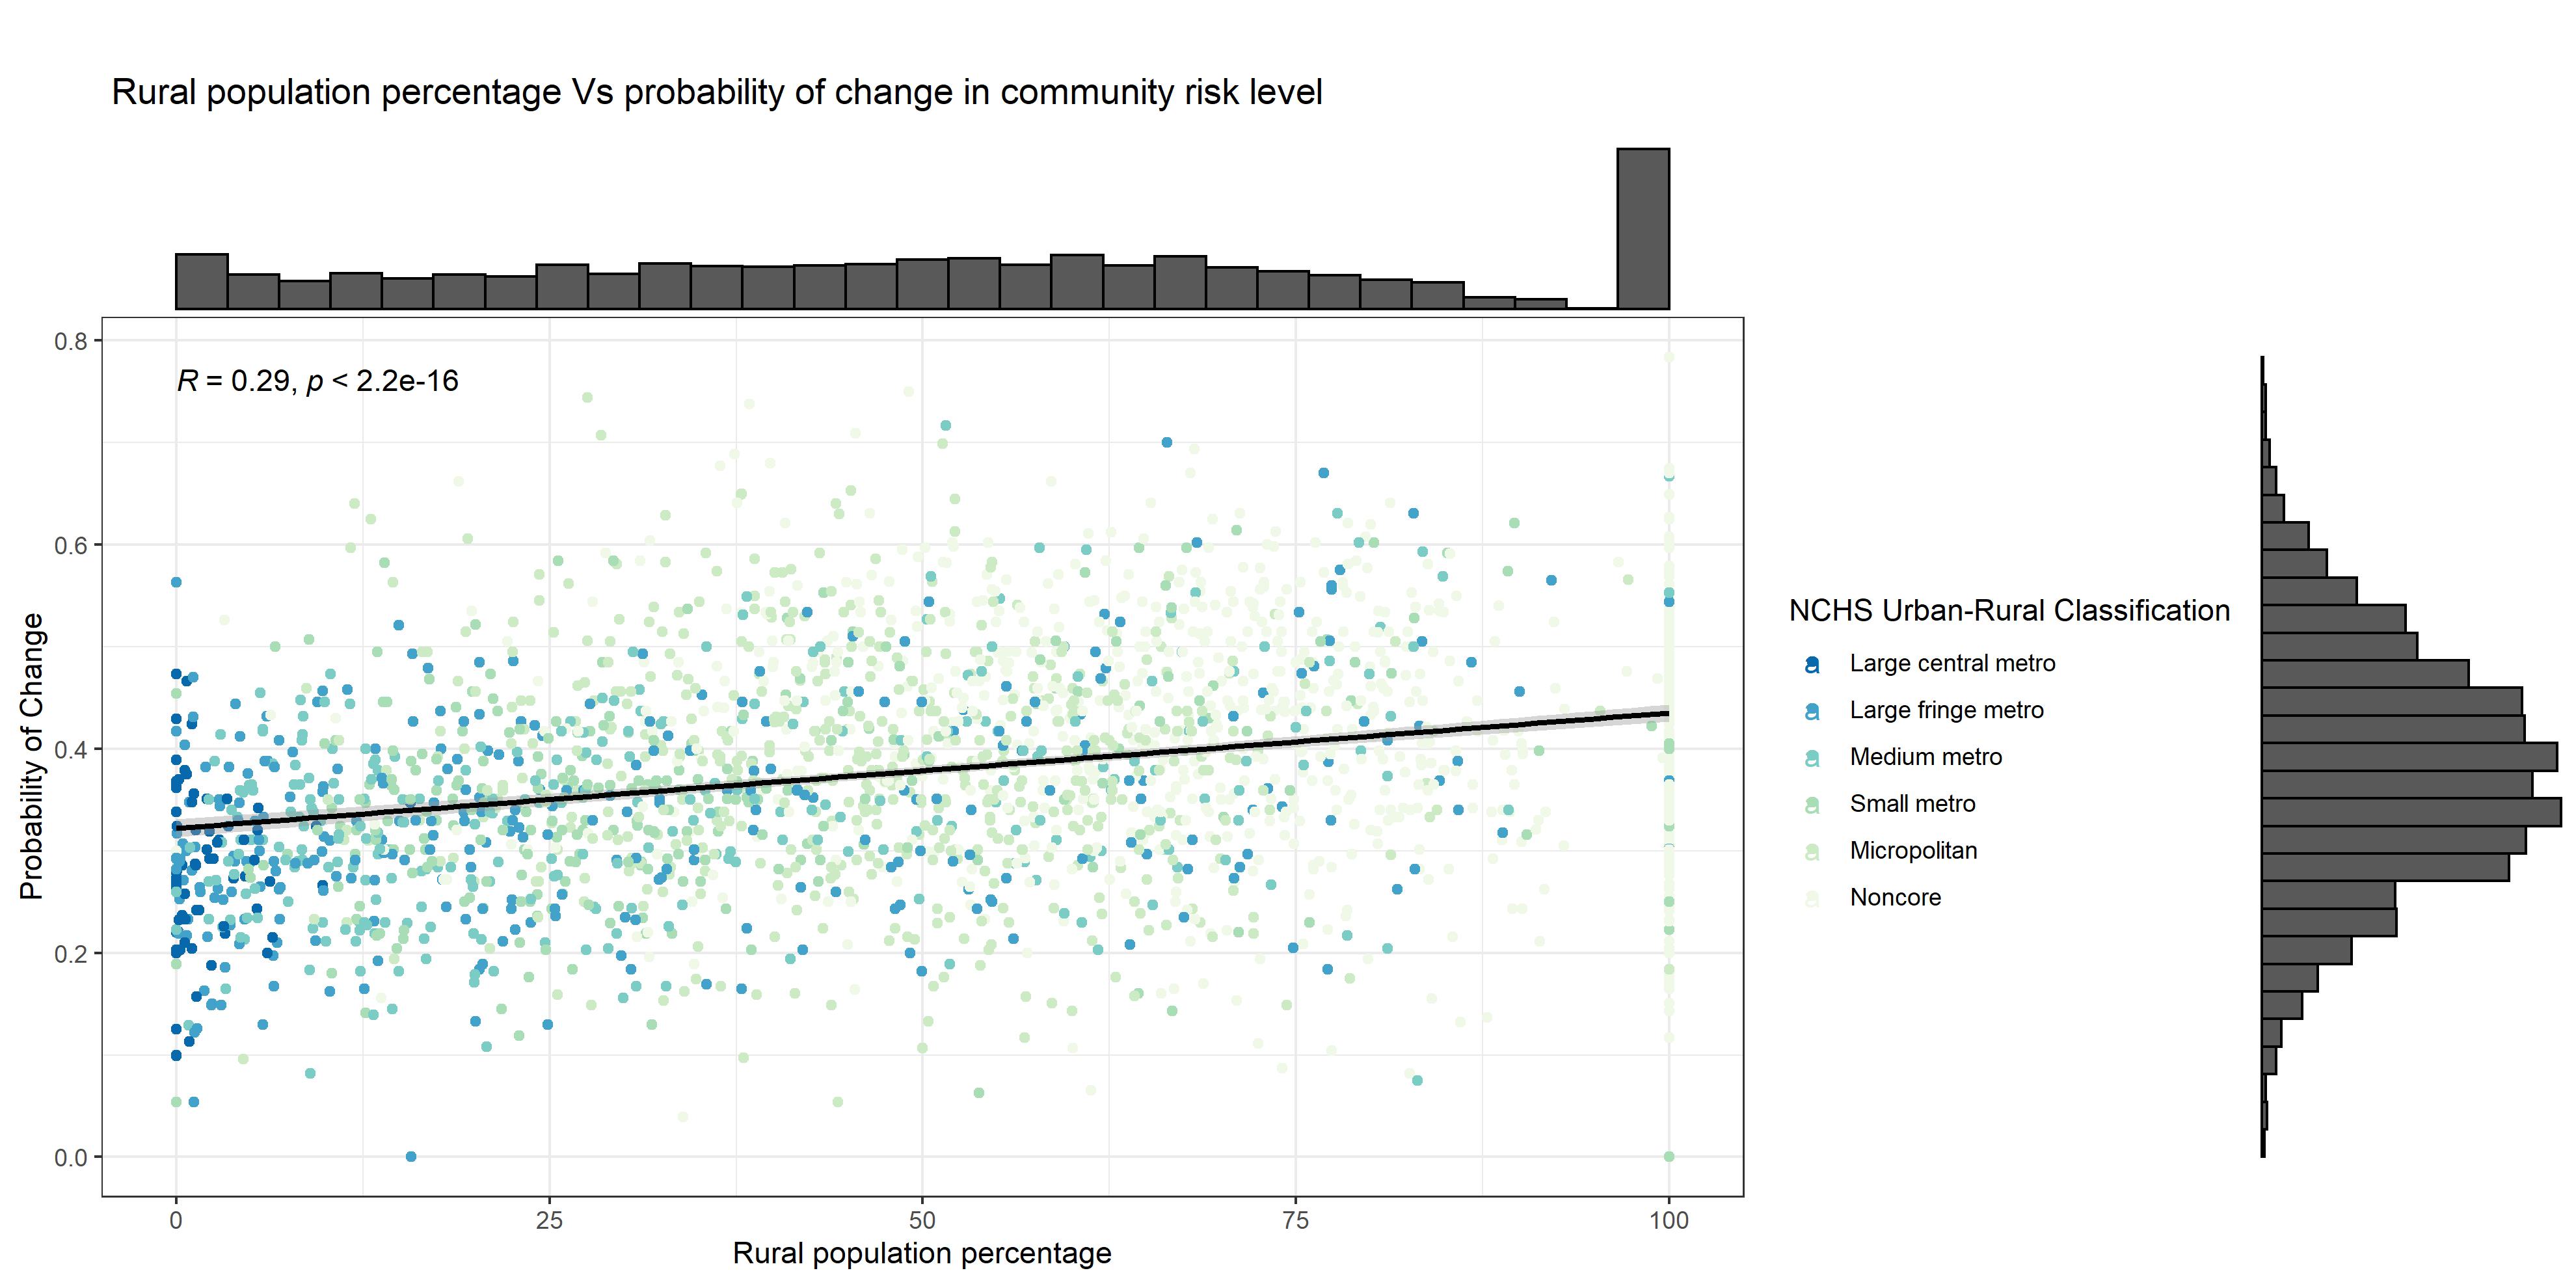 Rural population percentage Vs probability of change in community risk level
R = 0.29, p < 2.2e-16
0.8
0.6
0.4
0.2
0.0
Probability of Change
0 25 50 75 100
Rural population percentage
NCHS Urban-Rural Classification
a Large central metro
a Large fringe metro
a Medium metro
a Small metro
a Micropolitan
a Noncore